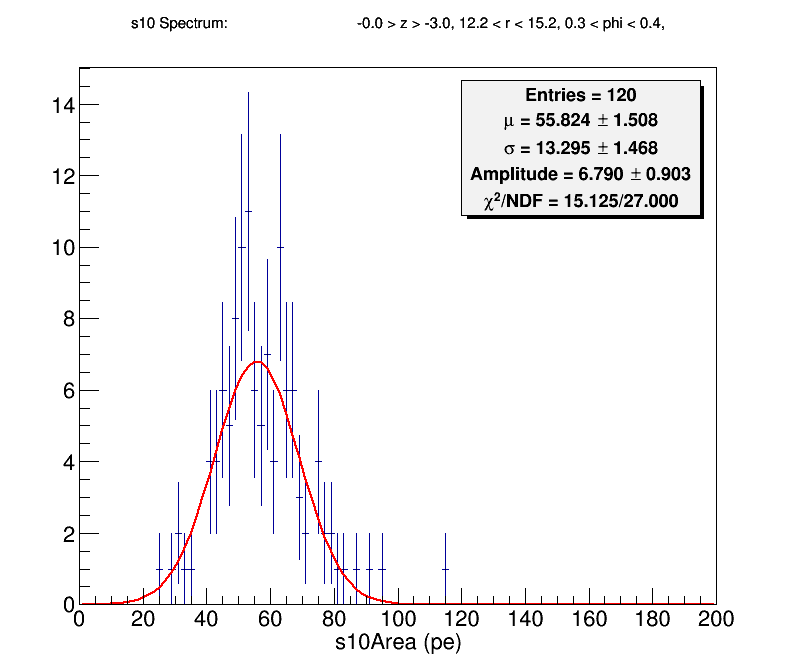 s10 Spectrum: -0.0 > z > -3.0, 12.2 < r < 15.2, 0.3 < phi < 0.4,
Entries = 120
μ = 55.824 ± 1.508
σ = 13.295 ± 1.468
Amplitude = 6.790 ± 0.903
χ²/NDF = 15.125/27.000
14
12
10
8
6
4
2
0
0 20 40 60 80 100 120 140 160 180 200
s10Area (pe)